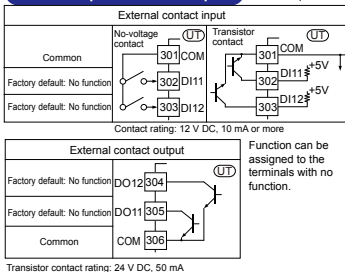 External contact input
No-voltage contact
UT
Transistor contact
UT
Common
301 COM
301 COM
Factory default: No function
302 DI11
302 DI11 +5V
Factory default: No function
303 DI12
303 DI12 +5V
Contact rating: 12 V DC, 10 mA or more
External contact output
UT
Factory default: No function
DO12 304
Factory default: No function
DO11 305
Common
COM 306
Transistor contact rating: 24 V DC, 50 mA
Function can be
assigned to the
terminals with no
function.